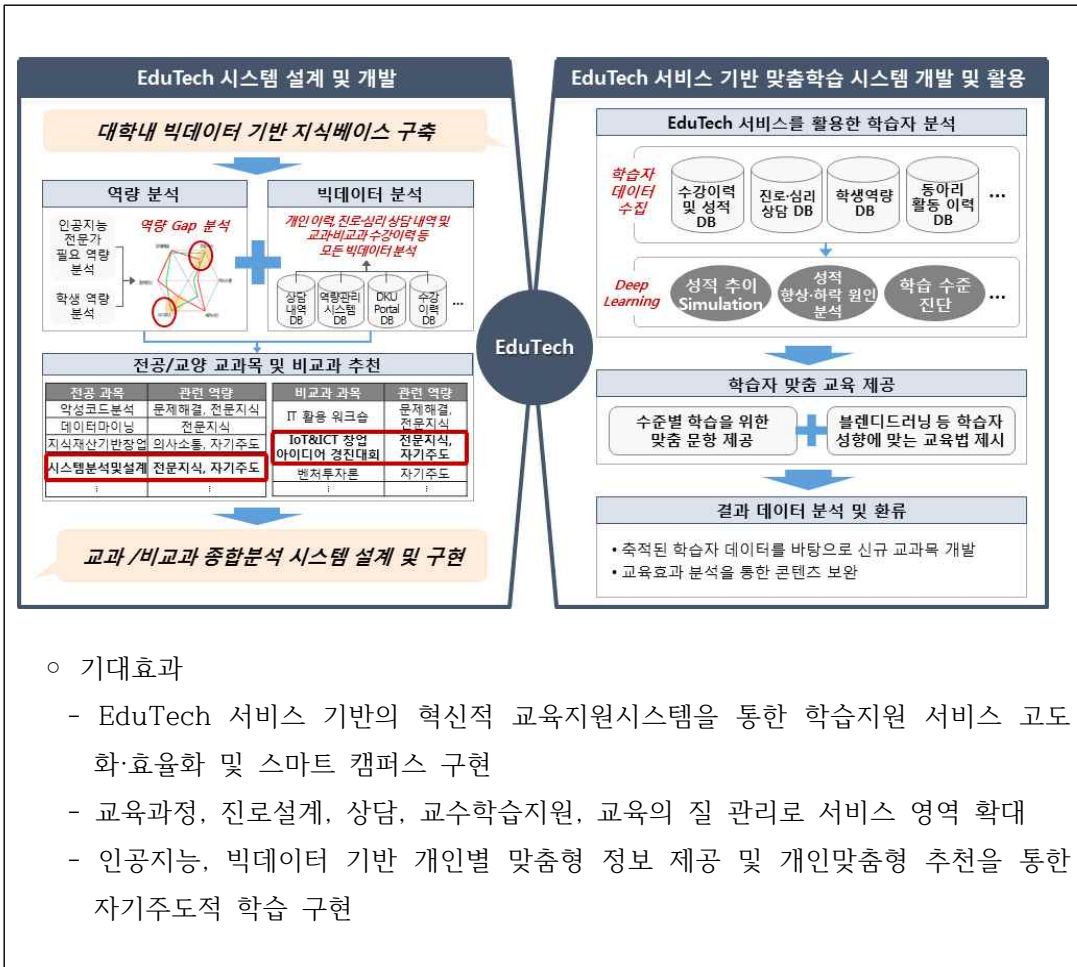 EduTech 시스템 설계 및 개발
대학내 빅데이터 기반 지식베이스 구축
역량 분석
인공지능
전문가
필요 역량
분석
학생 역량
분석
역량 Gap 분석
빅데이터 분석
개인 이력, 진로·심리 상담 내역 및
교과·비교과 수강이력 등
모든 빅데이터 분석
상담
내역
DB
역량관리
시스템
DB
DKU
Portal
DB
수강
이력
DB
...
전공/교양 교과목 및 비교과 추천
전공 과목 관련 역량
악성코드분석 문제해결, 전문지식
데이터마이닝 전문지식
지식재산기반창업 의사소통, 자기주도
시스템분석및설계 전문지식, 자기주도
⋮ ⋮
비교과 과목 관련 역량
IT 활용 워크숍 문제해결,
전문지식
IoT&ICT 창업 전문지식,
아이디어 경진대회 자기주도
벤처투자론 자기주도
⋮ ⋮
교과 /비교과 종합분석 시스템 설계 및 구현
EduTech
EduTech 서비스 기반 맞춤학습 시스템 개발 및 활용
EduTech 서비스를 활용한 학습자 분석
학습자
데이터
수집
수강이력
및 성적
DB
진로·심리
상담 DB
학생역량
DB
동아리
활동 이력
DB
...
Deep
Learning
성적 추이
Simulation
성적
향상·하락 원인
분석
학습 수준
진단
...
학습자 맞춤 교육 제공
수준별 학습을 위한
맞춤 문항 제공
블렌디드러닝 등 학습자
성향에 맞는 교육법 제시
결과 데이터 분석 및 환류
• 축적된 학습자 데이터를 바탕으로 신규 교과목 개발
• 교육효과 분석을 통한 콘텐츠 보완
○ 기대효과
- EduTech 서비스 기반의 혁신적 교육지원시스템을 통한 학습지원 서비스 고도
화·효율화 및 스마트 캠퍼스 구현
- 교육과정, 진로설계, 상담, 교수학습지원, 교육의 질 관리로 서비스 영역 확대
- 인공지능, 빅데이터 기반 개인별 맞춤형 정보 제공 및 개인맞춤형 추천을 통한
자기주도적 학습 구현